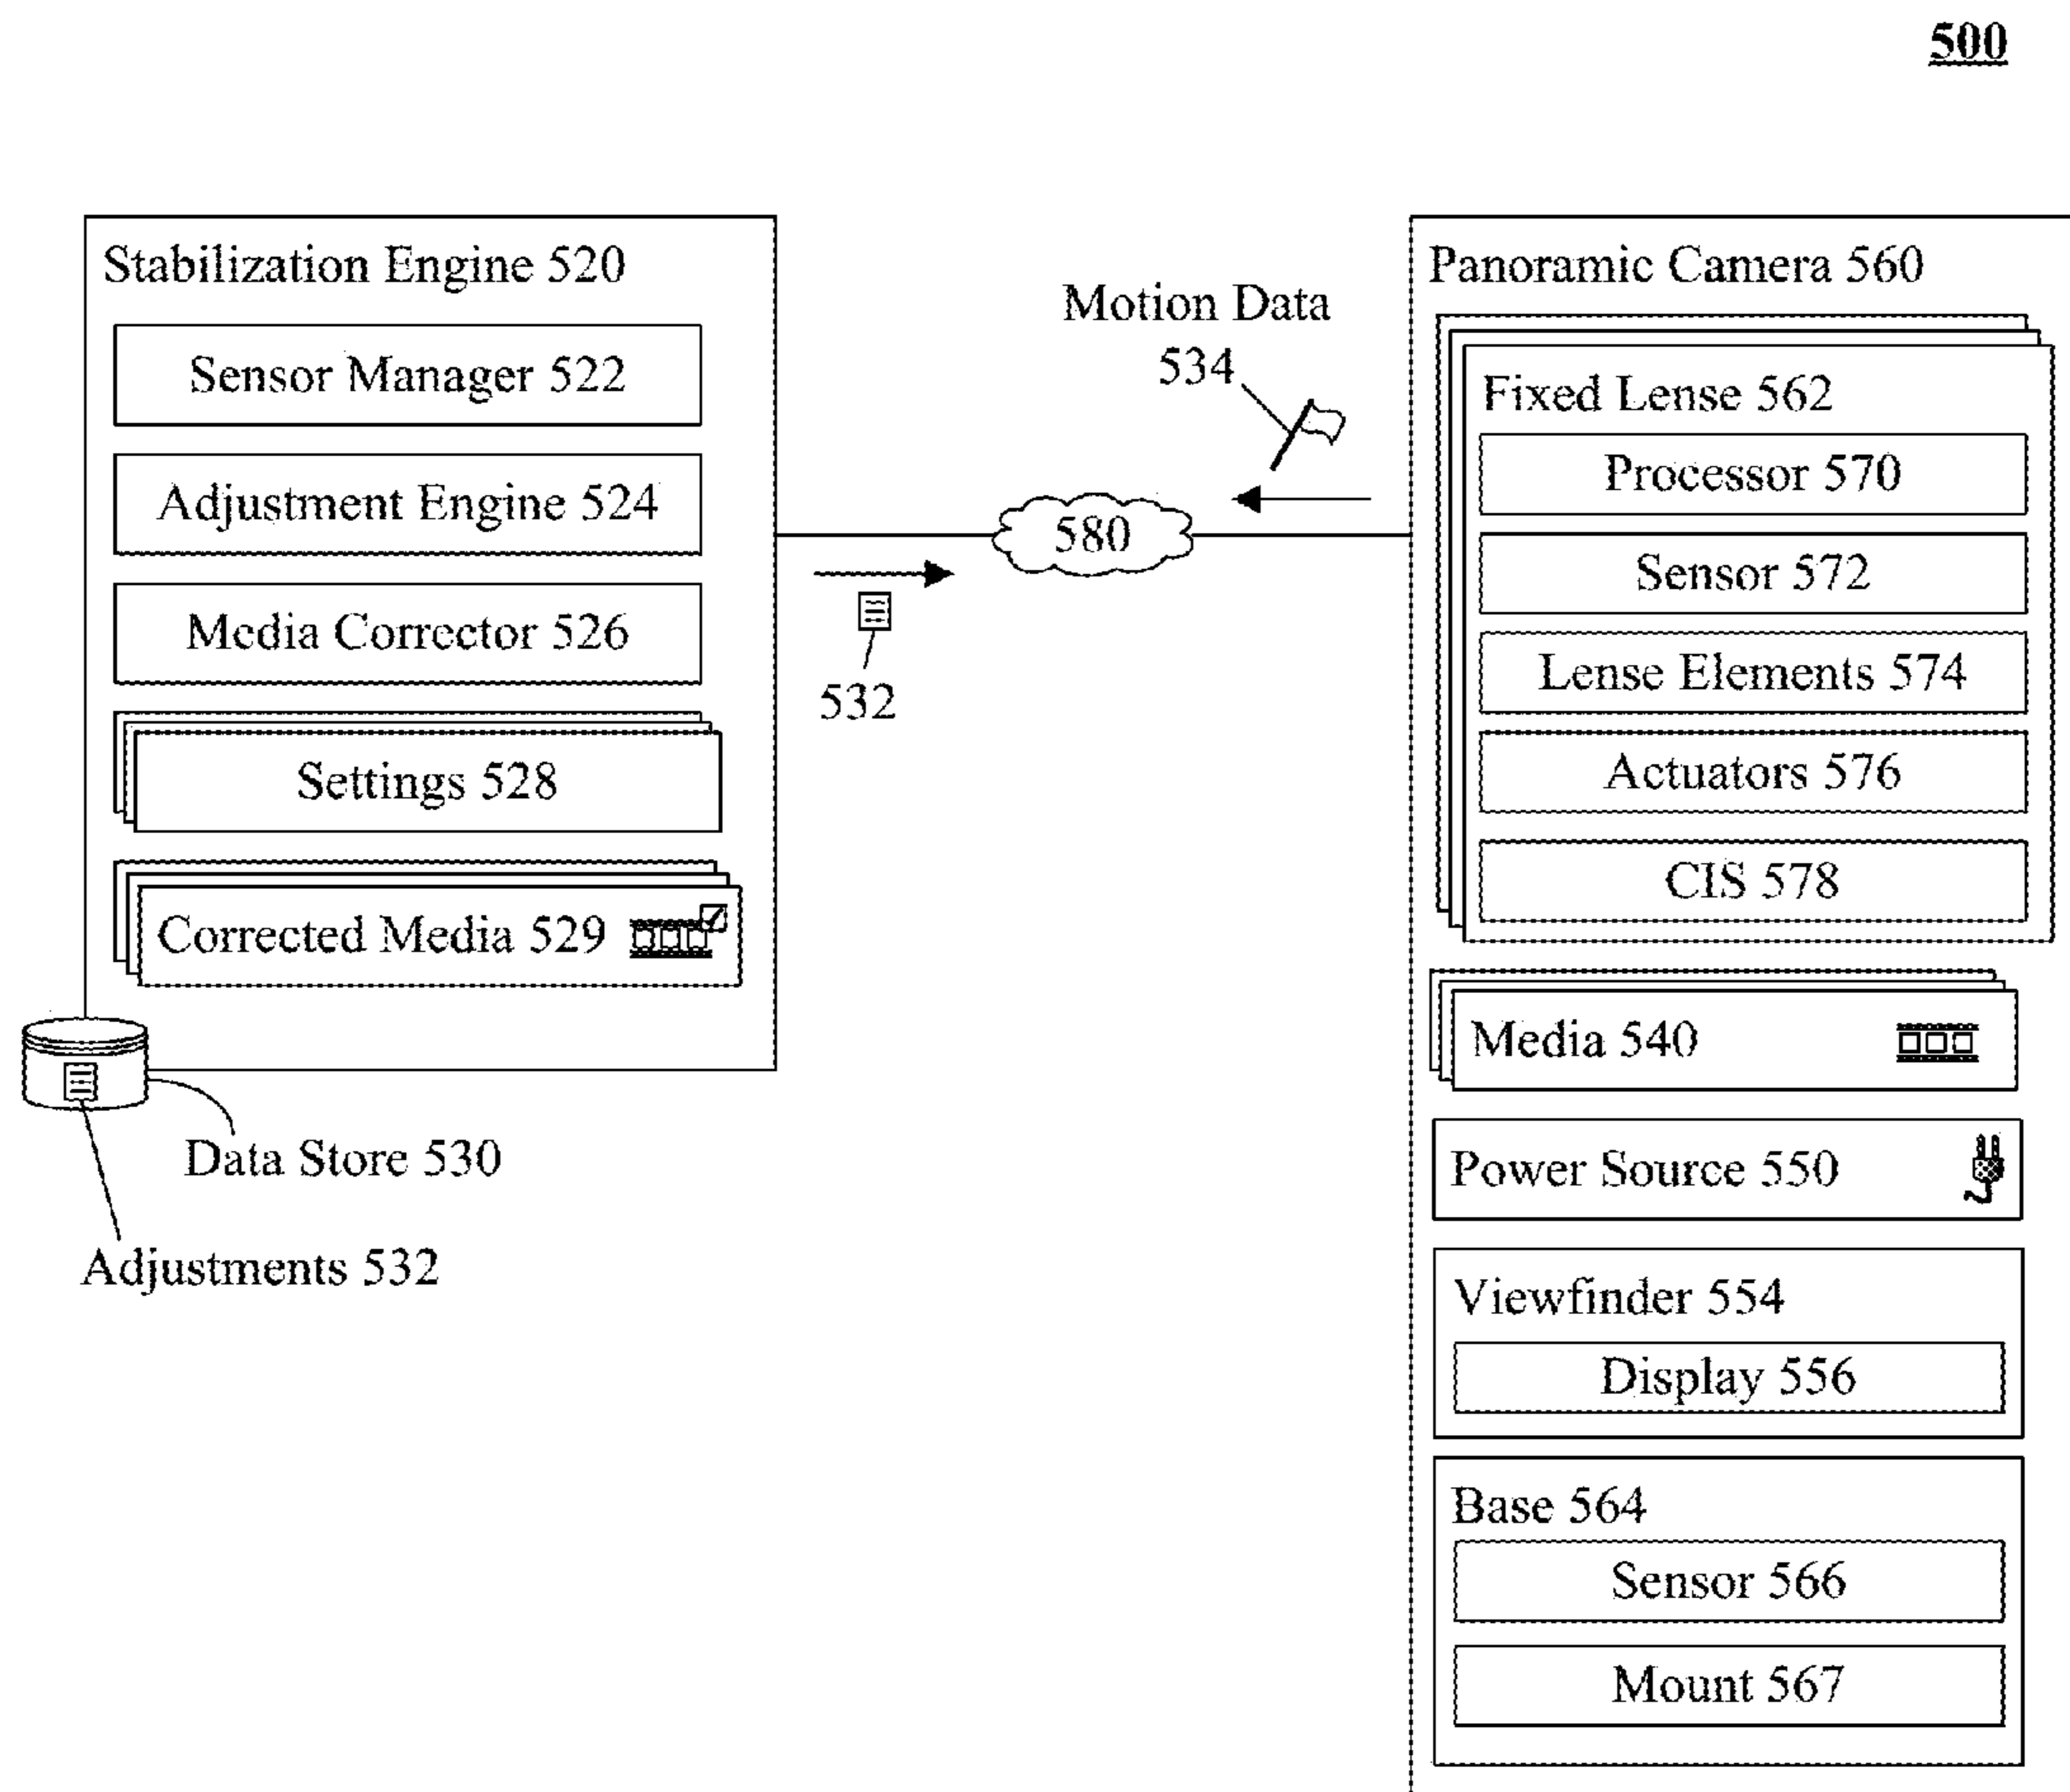 500
Stabilization Engine 520
Sensor Manager 522
Adjustment Engine 524
Media Corrector 526
Settings 528
Corrected Media 529
Data Store 530
Adjustments 532
532
580
Motion Data
534
Panoramic Camera 560
Fixed Lense 562
Processor 570
Sensor 572
Lense Elements 574
Actuators 576
CIS 578
Media 540
Power Source 550
Viewfinder 554
Display 556
Base 564
Sensor 566
Mount 567